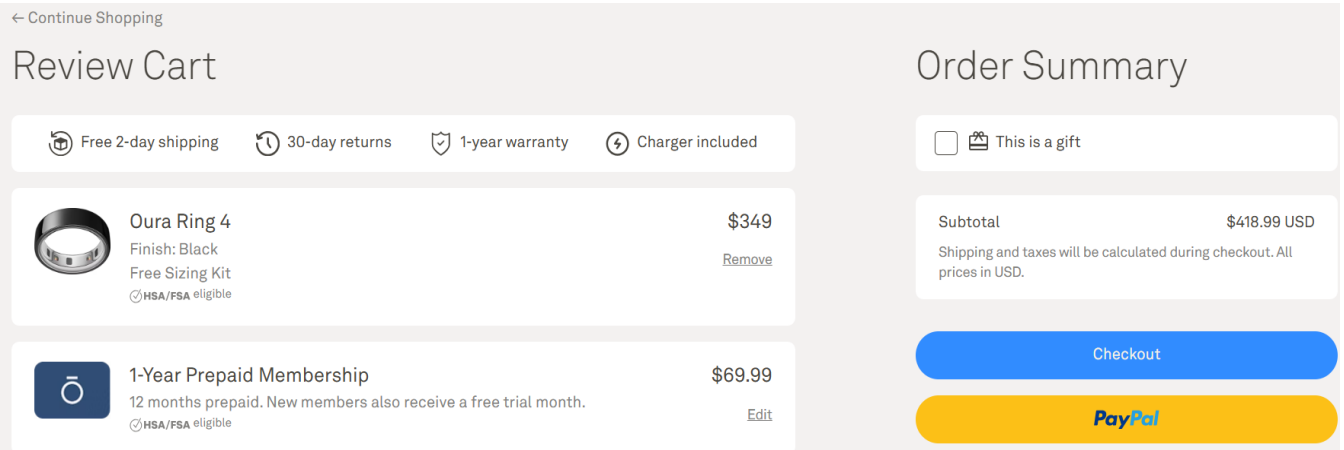 ← Continue Shopping
Review Cart
Free 2-day shipping
30-day returns
1-year warranty
Charger included
Oura Ring 4
$349
Finish: Black
Free Sizing Kit
Remove
HSA/FSA eligible
1-Year Prepaid Membership
$69.99
12 months prepaid. New members also receive a free trial month.
Edit
HSA/FSA eligible
Order Summary
This is a gift
Subtotal
$418.99 USD
Shipping and taxes will be calculated during checkout. All
prices in USD.
Checkout
PayPal